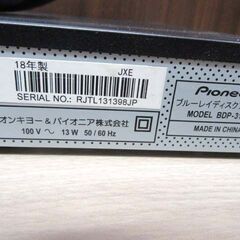 18年製
JXE
SERIAL NO.: RJTL131398JP
オンキヨー&パイオニア株式会社
100 V ～ 13 W 50 / 60 Hz
Pioneer
ブルーレイディスク
MODEL BDP-3
MADE IN CHINA